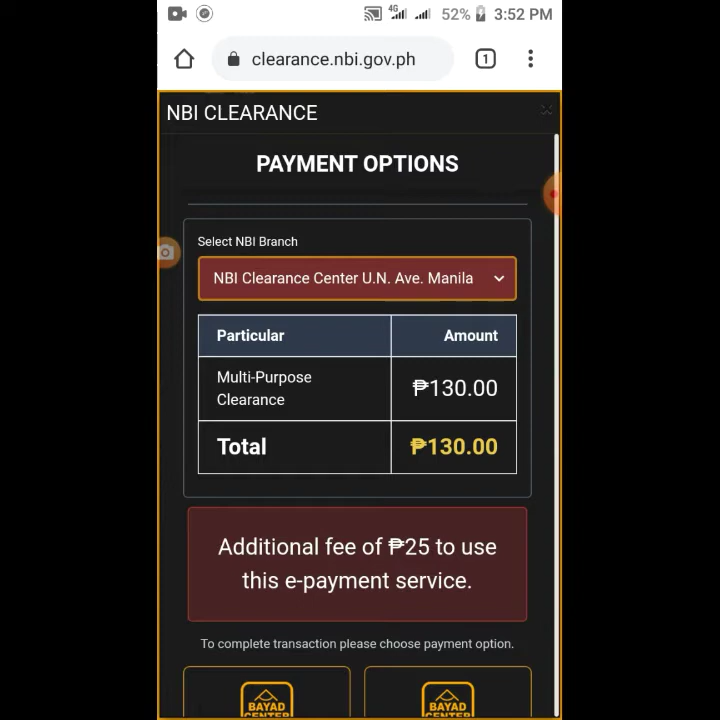 4G 52% 3:52 PM
clearance.nbi.gov.ph 1
NBI CLEARANCE
PAYMENT OPTIONS
Select NBI Branch
NBI Clearance Center U.N. Ave. Manila
Particular Amount
Multi-Purpose
Clearance ₱130.00
Total ₱130.00
Additional fee of ₱25 to use
this e-payment service.
To complete transaction please choose payment option.
BAYAD BAYAD
CENTER CENTER